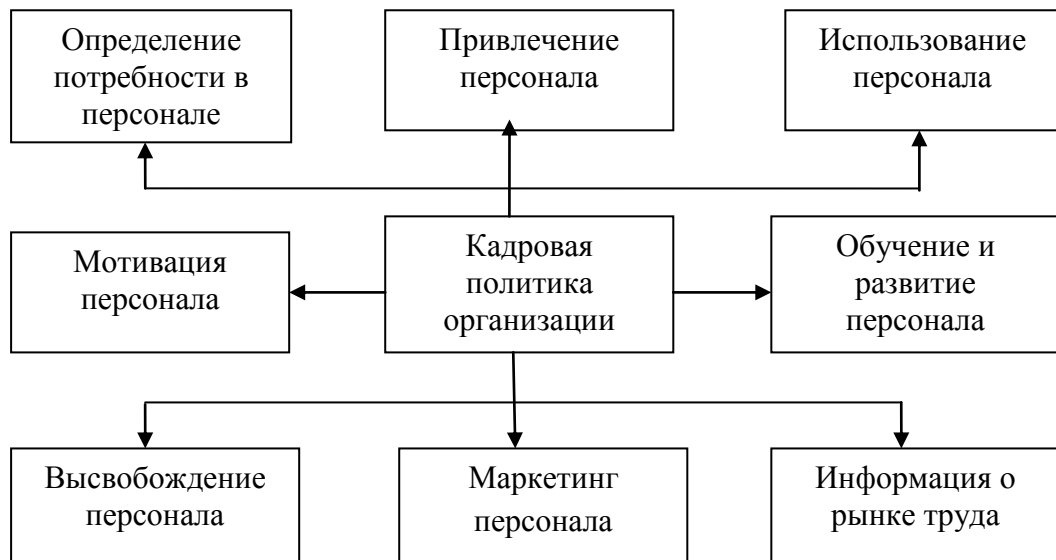 Определение
потребности в
персонале
Привлечение
персонала
Использование
персонала
Мотивация
персонала
Кадровая
политика
организации
Обучение и
развитие
персонала
Высвобождение
персонала
Маркетинг
персонала
Информация о
рынке труда